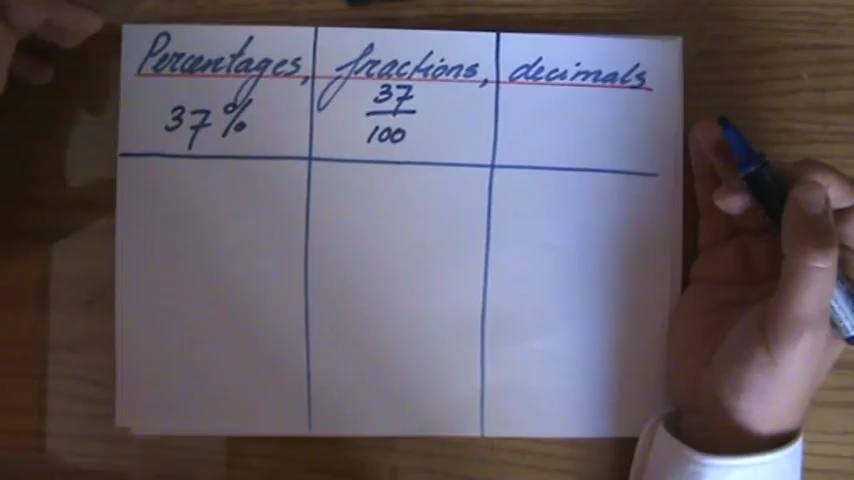 Percentages, fractions, decimals
37% 37/100